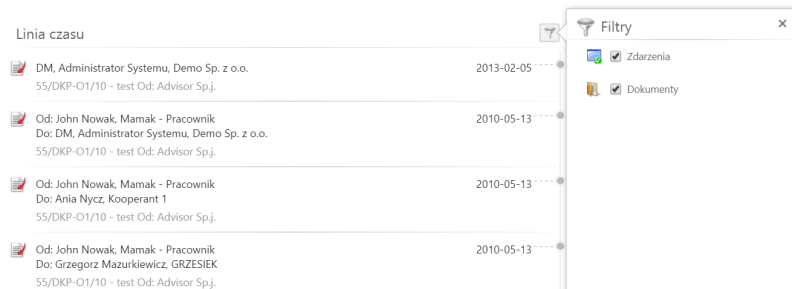 Linia czasu
DM, Administrator Systemu, Demo Sp. z o.o. 2013-02-05
55/DKP-O1/10 - test Od: Advisor Sp.j.
Od: John Nowak, Mamak - Pracownik 2010-05-13
Do: DM, Administrator Systemu, Demo Sp. z o.o.
55/DKP-O1/10 - test Od: Advisor Sp.j.
Od: John Nowak, Mamak - Pracownik 2010-05-13
Do: Ania Nycz, Kooperant 1
55/DKP-O1/10 - test Od: Advisor Sp.j.
Od: John Nowak, Mamak - Pracownik 2010-05-13
Do: Grzegorz Mazurkiewicz, GRZESIEK
55/DKP-O1/10 - test Od: Advisor Sp.j.
Filtry
Zdarzenia
Dokumenty